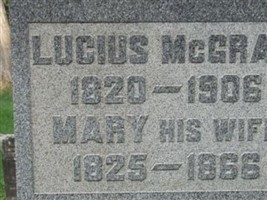 LUCIUS McGRA
1820—1906
MARY HIS WIF
1825—1866